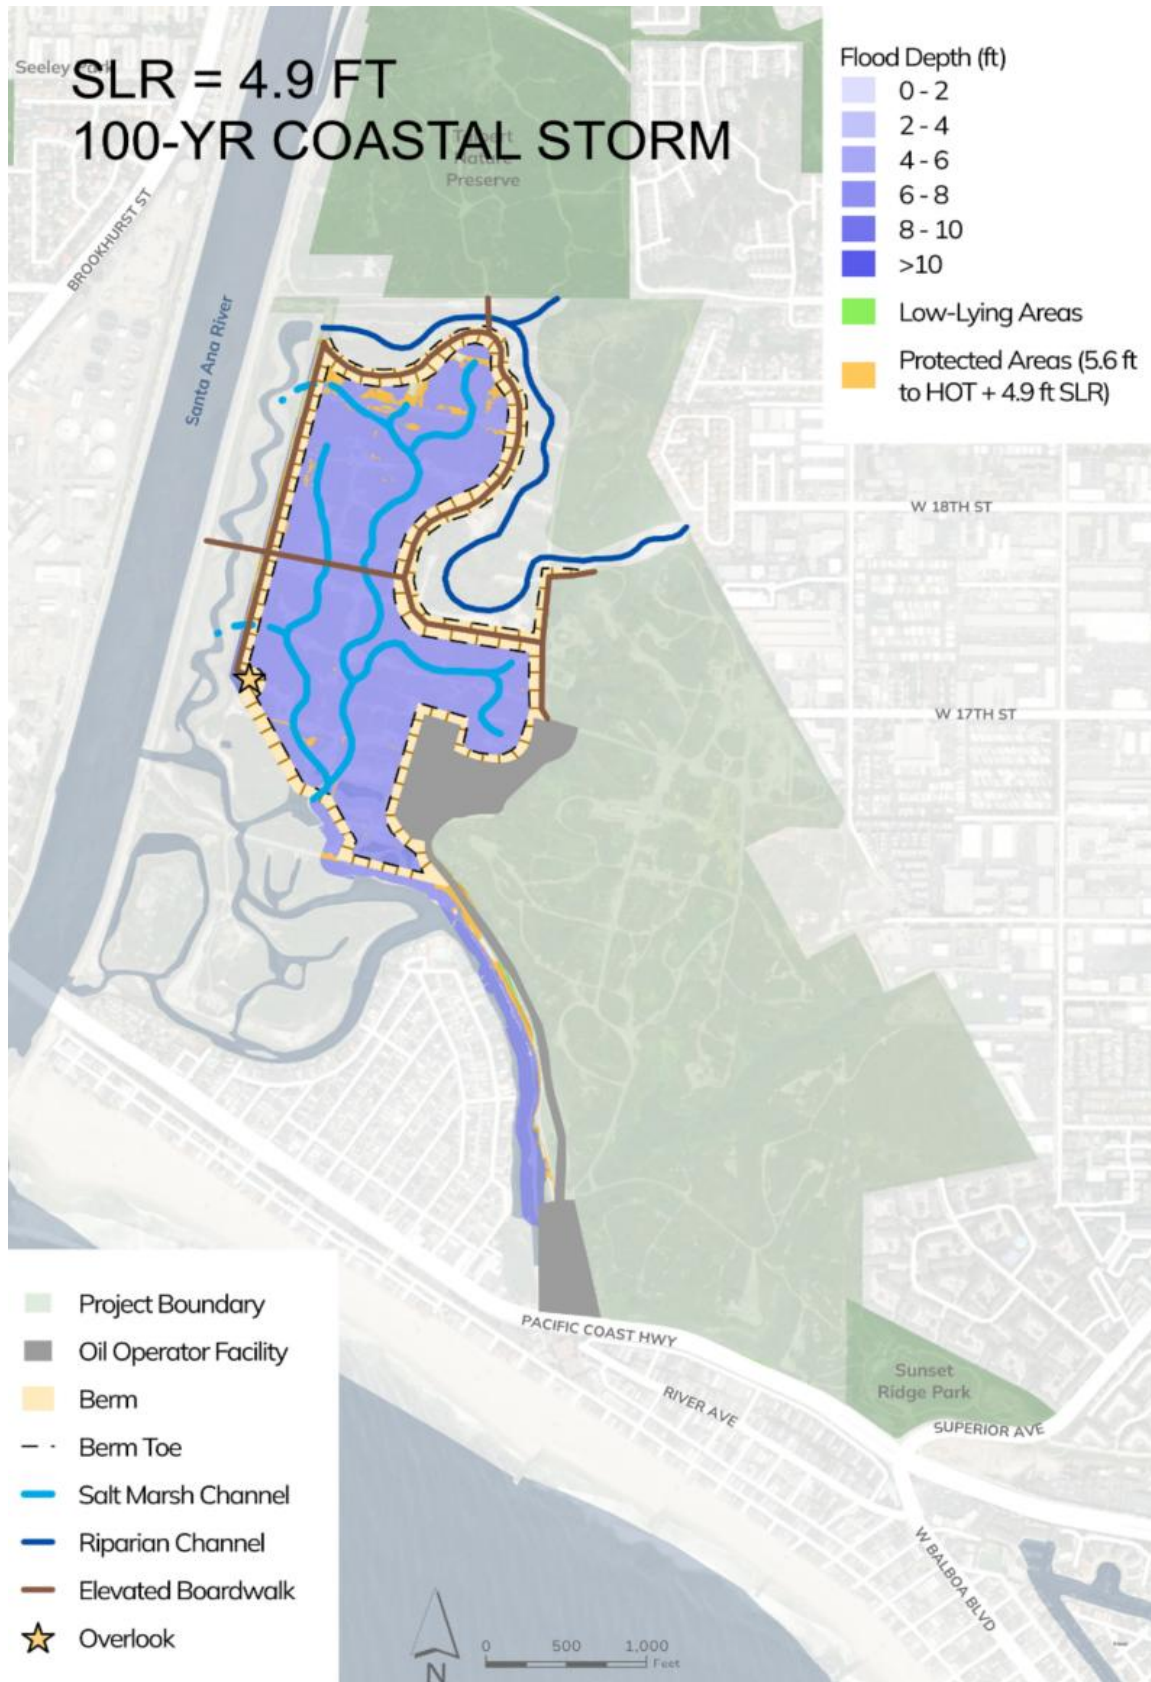 SLR = 4.9 FT
100-YR COASTAL STORM
Seeley Park
Talbert
Nature
Preserve
BROOKHURST ST
Santa Ana River
Flood Depth (ft)
0 - 2
2 - 4
4 - 6
6 - 8
8 - 10
>10
Low-Lying Areas
Protected Areas (5.6 ft
to HOT + 4.9 ft SLR)
W 18TH ST
W 17TH ST
Project Boundary
Oil Operator Facility
Berm
Berm Toe
Salt Marsh Channel
Riparian Channel
Elevated Boardwalk
Overlook
PACIFIC COAST HWY
RIVER AVE
Sunset
Ridge Park
SUPERIOR AVE
W BALBOA BLVD
N
0 500 1,000
Feet